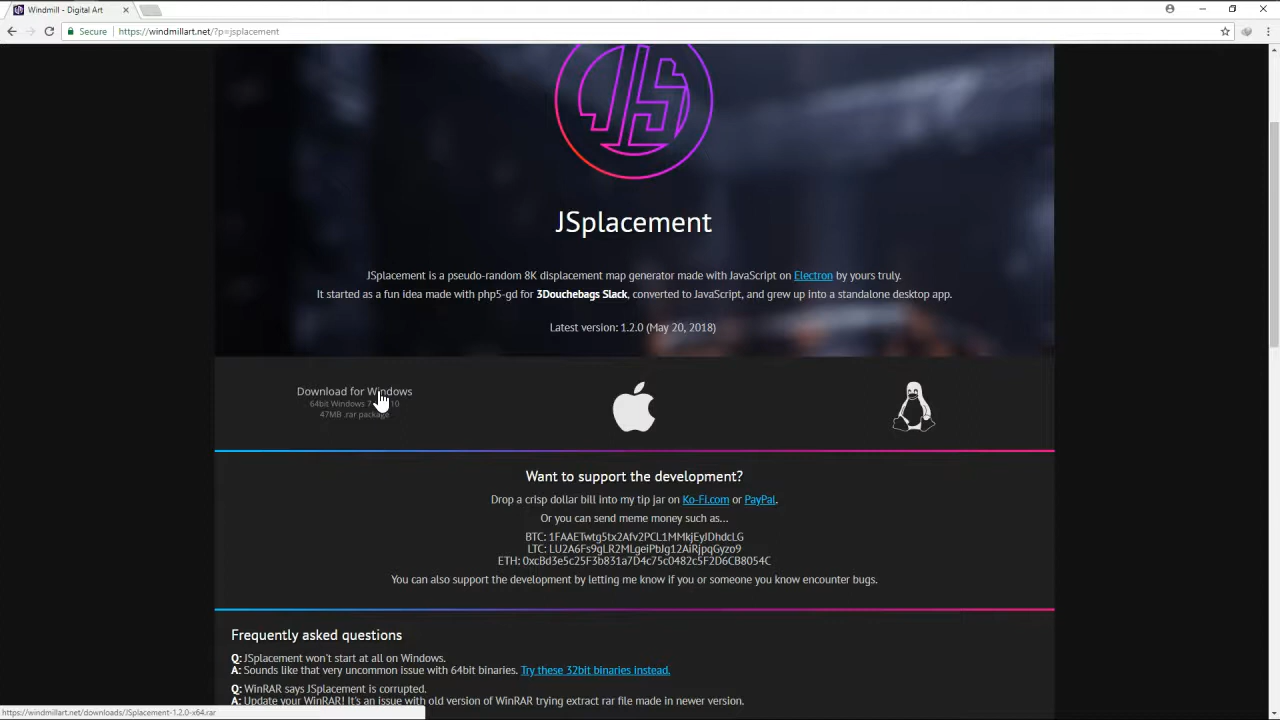 Windmill - Digital Art
Secure
https://windmillart.net/?p=jsplacement
JSplacement
JSplacement is a pseudo-random 8K displacement map generator made with JavaScript on Electron by yours truly.
It started as a fun idea made with php5-gd for 3Douchebags Slack, converted to JavaScript, and grew up into a standalone desktop app.
Latest version: 1.2.0 (May 20, 2018)
Download for Windows
64bit Windows 7 10
47MB .rar package
Want to support the development?
Drop a crisp dollar bill into my tip jar on Ko-Fi.com or PayPal.
Or you can send meme money such as...
BTC: 1FAAETwtg5tx2Afv2PCL1MMkjEyJDhdcLG
LTC: LU2A6Fs9gLR2MLgeiPbJg12AiRjpqGyzo9
ETH: 0xcBd3e5c25F3b831a7D4c75c0482c5F2D6CB8054C
You can also support the development by letting me know if you or someone you know encounter bugs.
Frequently asked questions
Q: JSplacement won't start at all on Windows.
A: Sounds like that very uncommon issue with 64bit binaries. Try these 32bit binaries instead.
Q: WinRAR says JSplacement is corrupted.
A: Update your WinRAR! It's an issue with old version of WinRAR trying extract rar file made in newer version.
https://windmillart.net/downloads/JSplacement-1.2.0-x64.rar